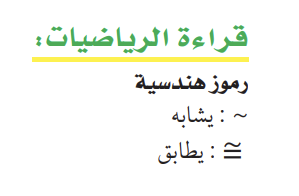 قراءة الرياضيات:
رموز هندسية
~ : يشابه
≅ : يطابق